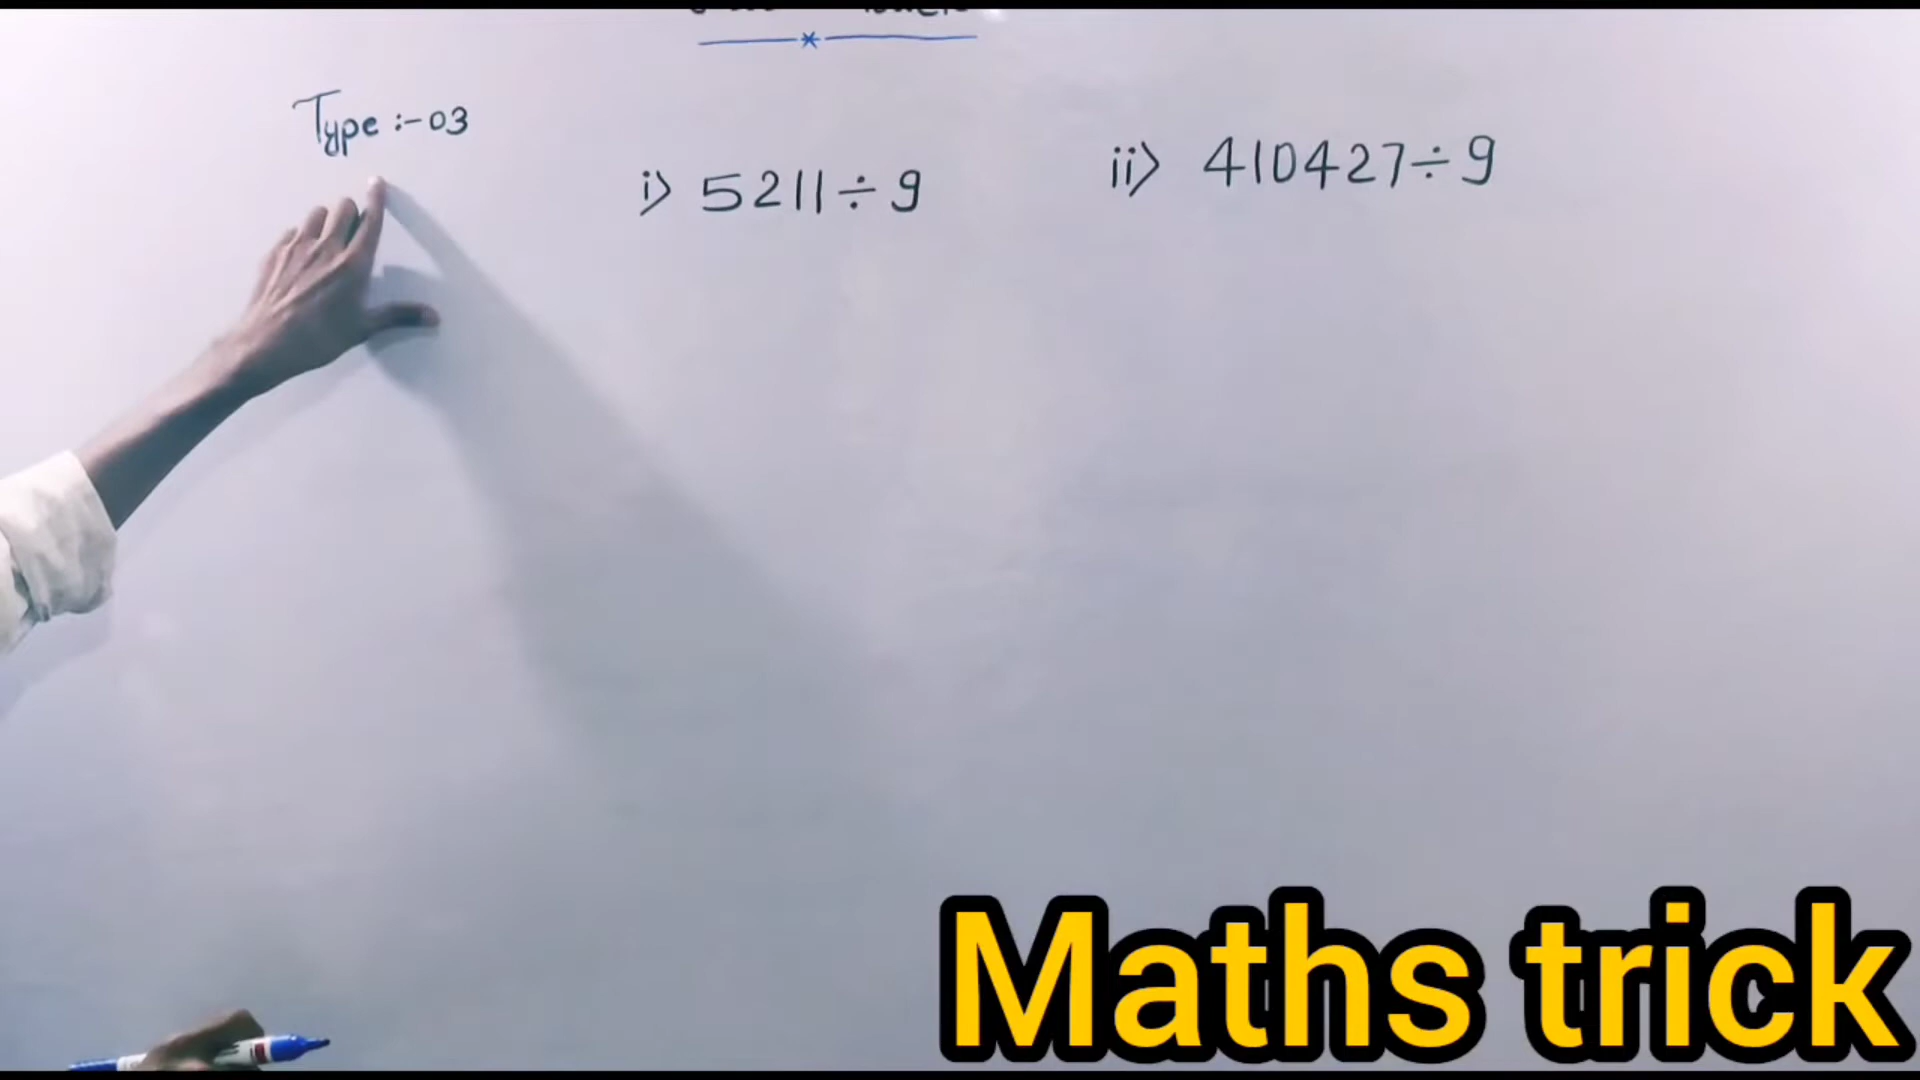 Type :- 03
i> 5211÷9
ii> 410427÷9
Maths trick